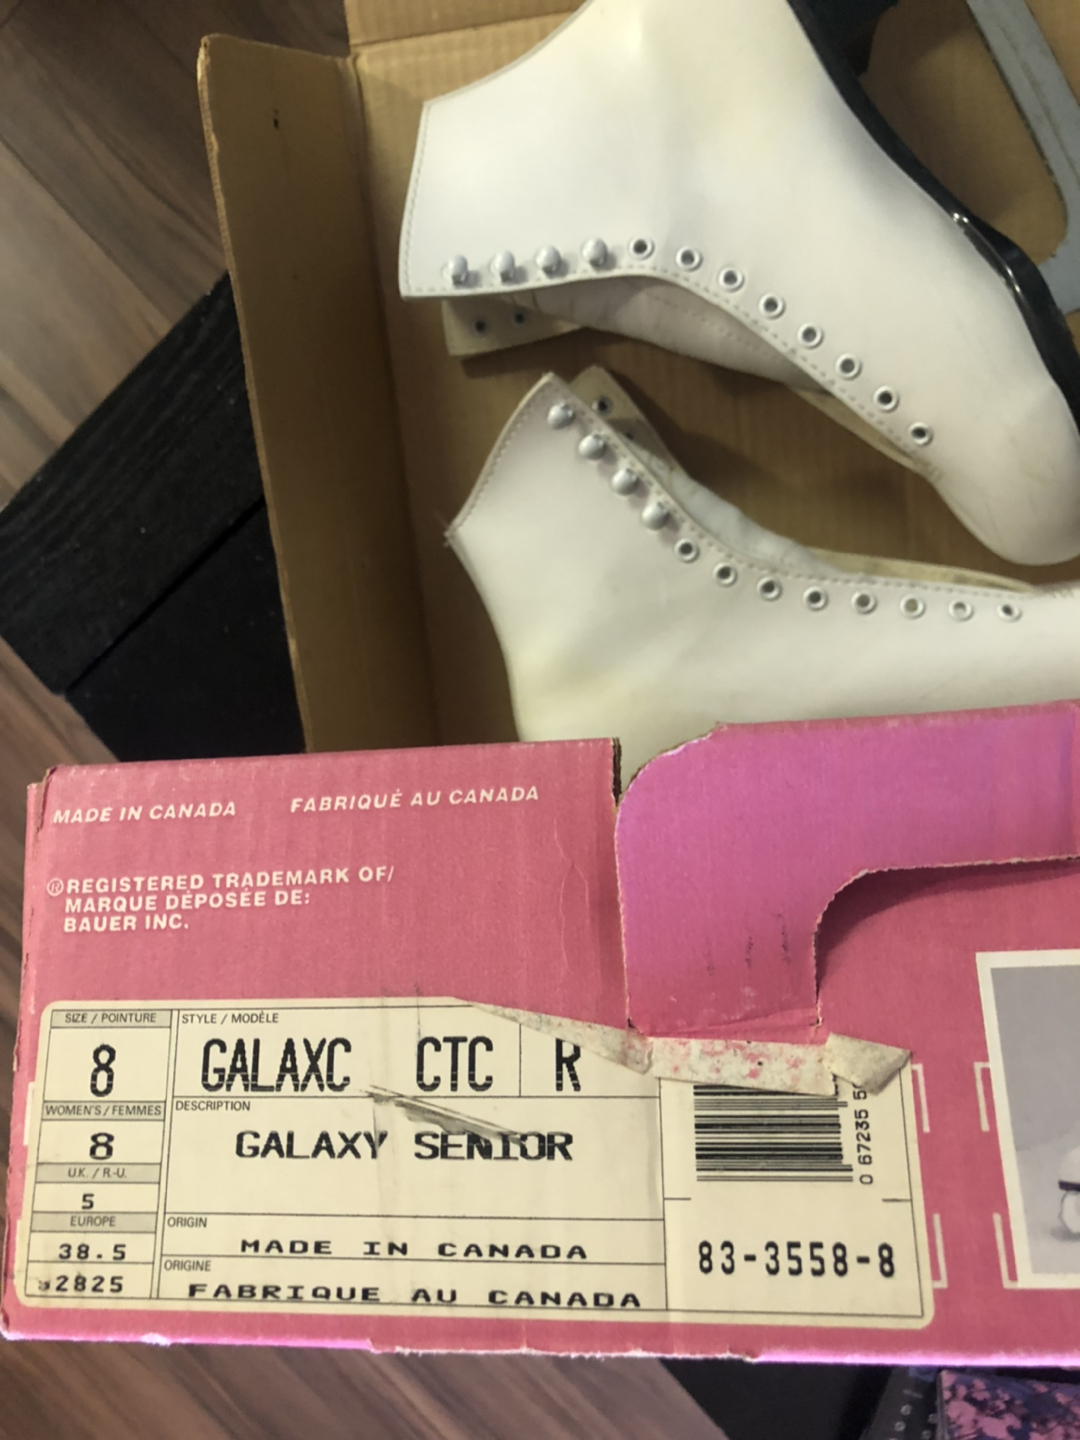 MADE IN CANADA FABRIQUÉ AU CANADA
®REGISTERED TRADEMARK OF/
MARQUE DÉPOSÉE DE:
BAUER INC.
SIZE / POINTURE
8
WOMEN'S / FEMMES
8
U.K. / R.-U.
5
EUROPE
38.5
2825
STYLE / MODÈLE
GALAXC CTC R
DESCRIPTION
GALAXY SENIOR
ORIGIN
MADE IN CANADA
ORIGINE
FABRIQUE AU CANADA
0 67235 5
83-3558-8